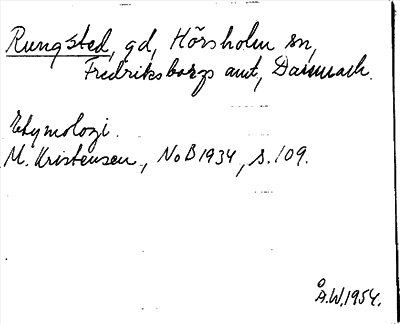 Rungsted, gd, Hörsholm sn,
Fredriksborgs amt, Danmark.
Etymologi.
M. Kristensen, NoB 1934, s. 109.
Å.W. 1954.